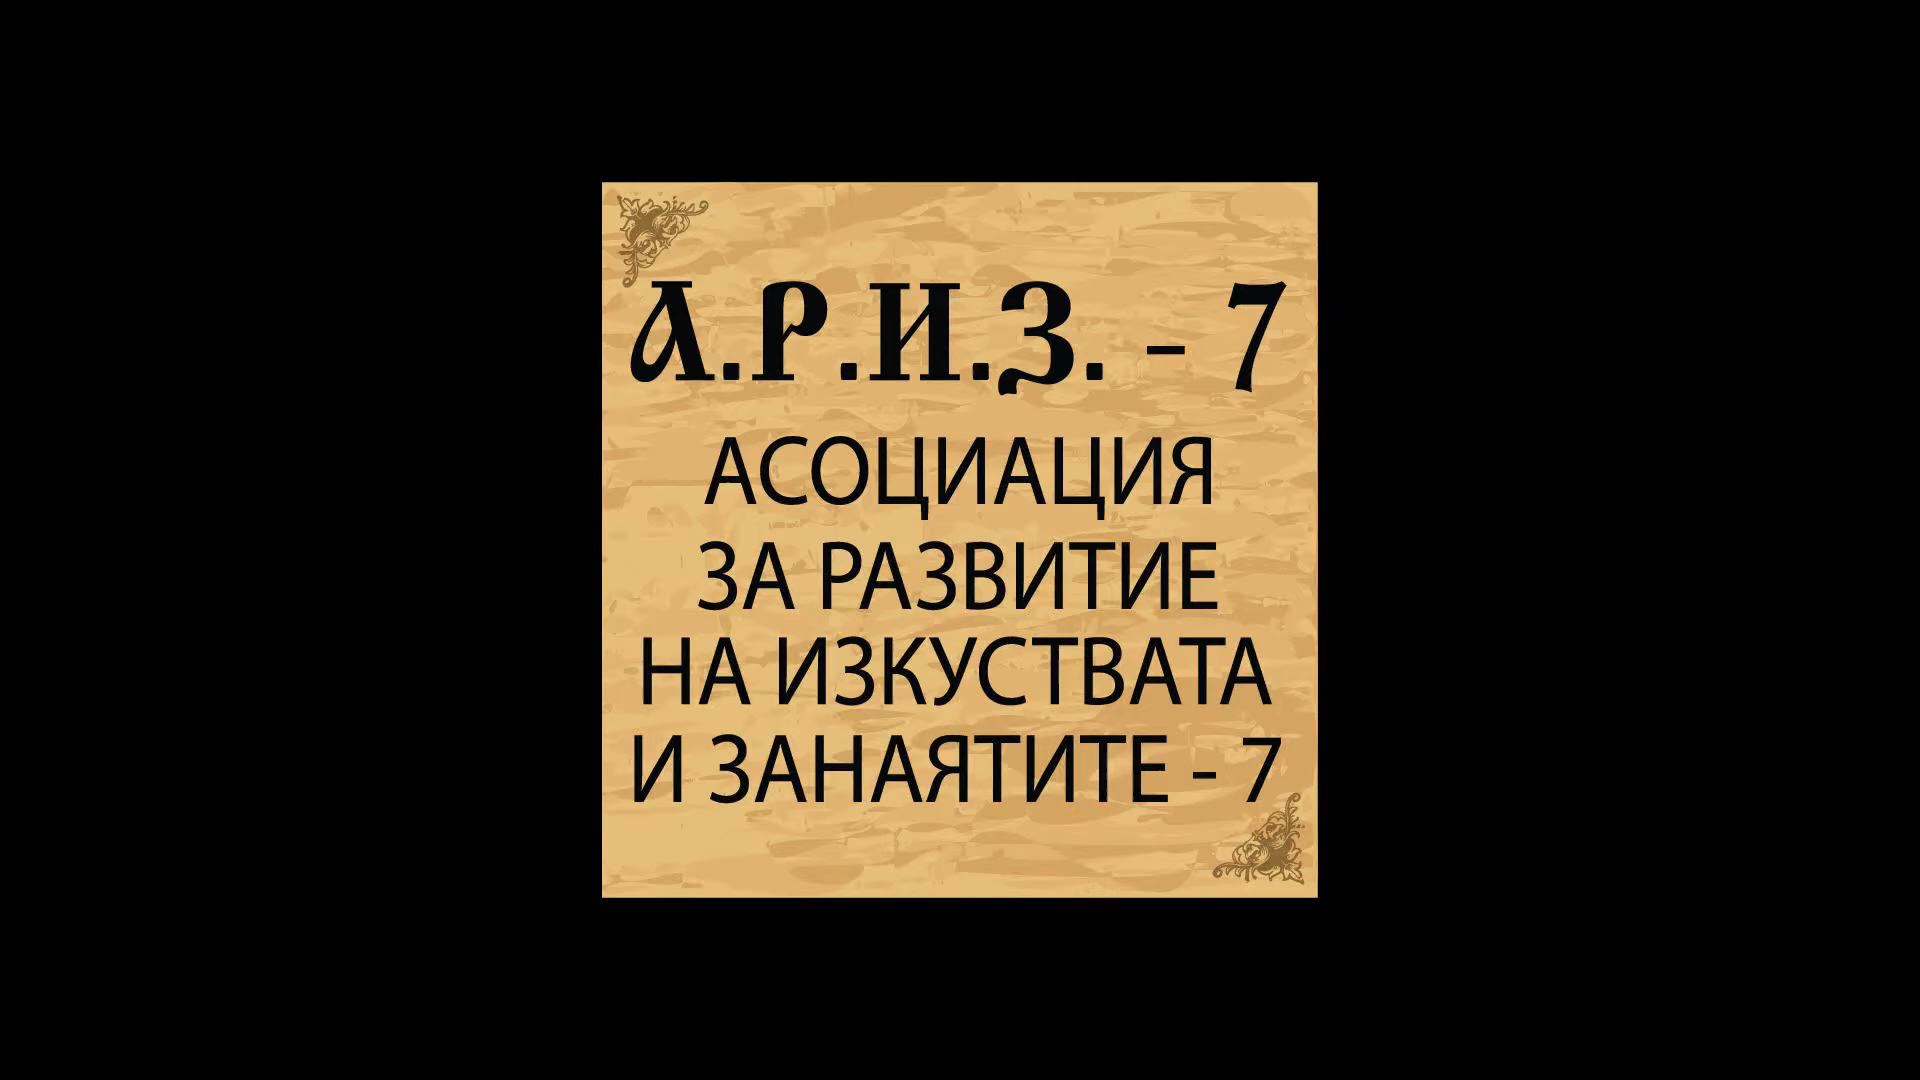 А.Р.И.З. - 7
АСОЦИАЦИЯ
ЗА РАЗВИТИЕ
НА ИЗКУСТВАТА
И ЗАНАЯТИТЕ - 7